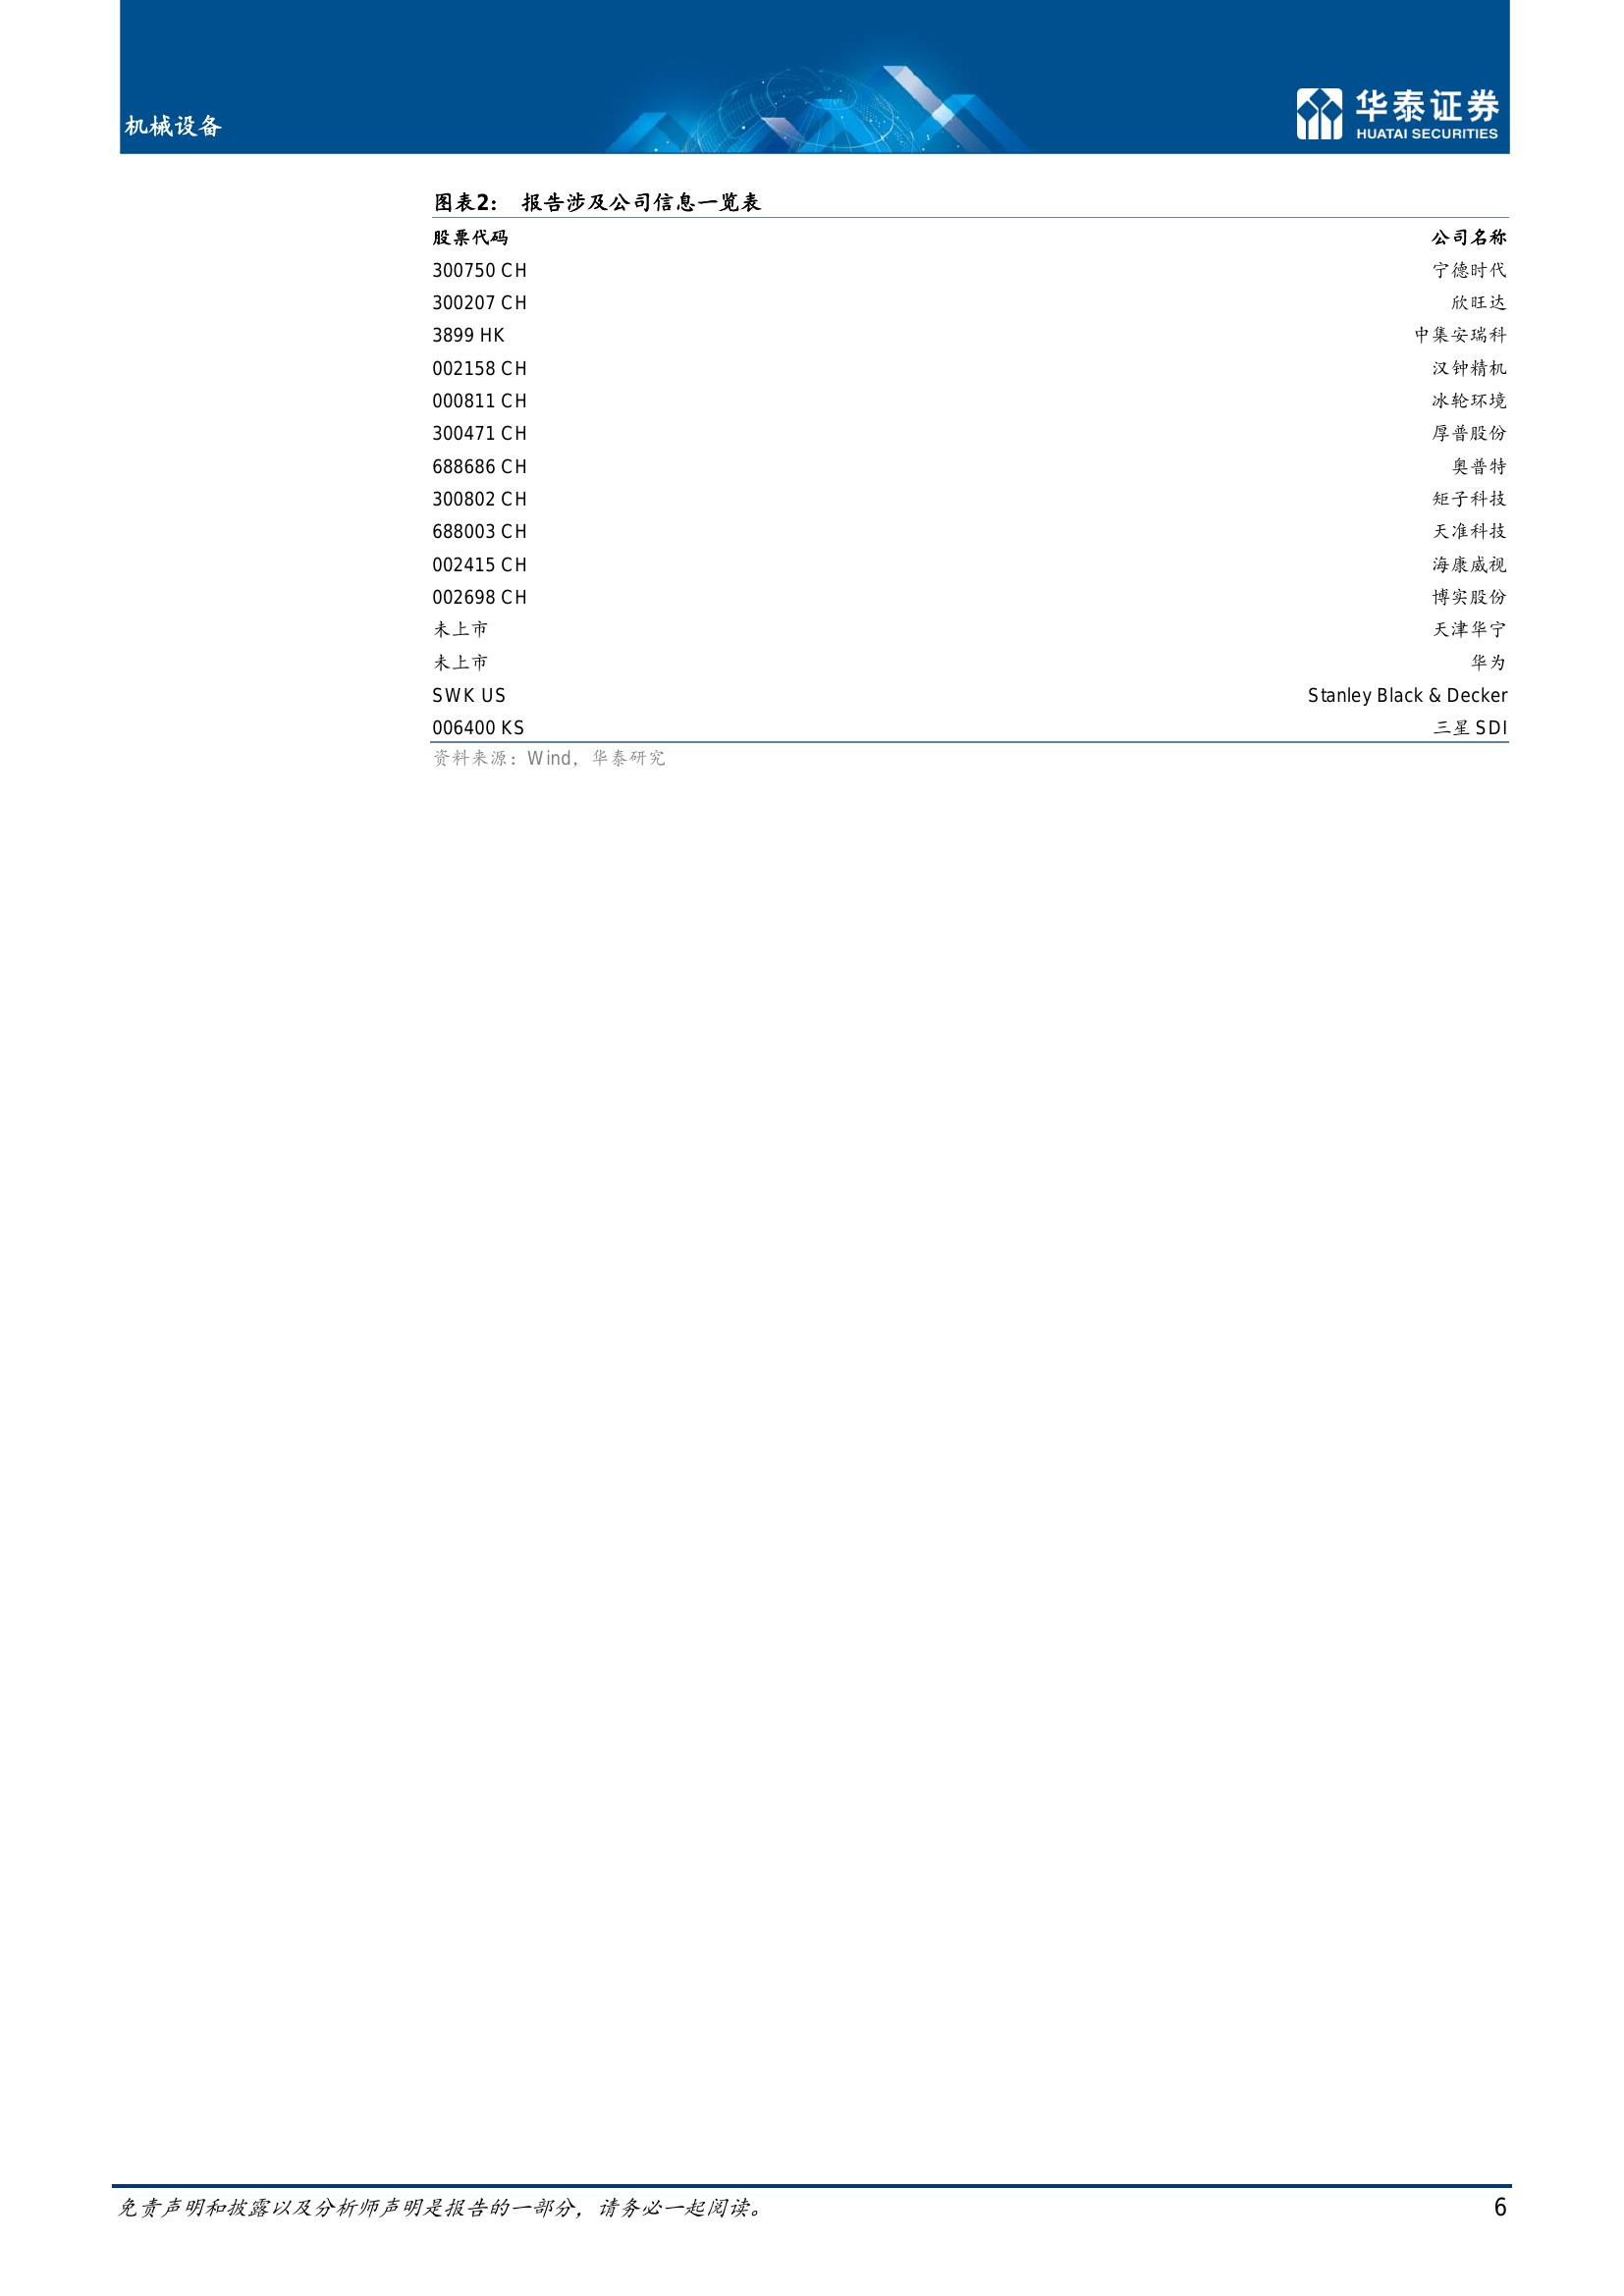 机械设备
华泰证券
HUATAI SECURITIES
图表2： 报告涉及公司信息一览表
股票代码 公司名称
300750 CH 宁德时代
300207 CH 欣旺达
3899 HK 中集安瑞科
002158 CH 汉钟精机
000811 CH 冰轮环境
300471 CH 厚普股份
688686 CH 奥普特
300802 CH 矩子科技
688003 CH 天准科技
002415 CH 海康威视
002698 CH 博实股份
未上市 天津华宁
未上市 华为
SWK US Stanley Black & Decker
006400 KS 三星 SDI
资料来源：Wind，华泰研究
免责声明和披露以及分析师声明是报告的一部分，请务必一起阅读。 6